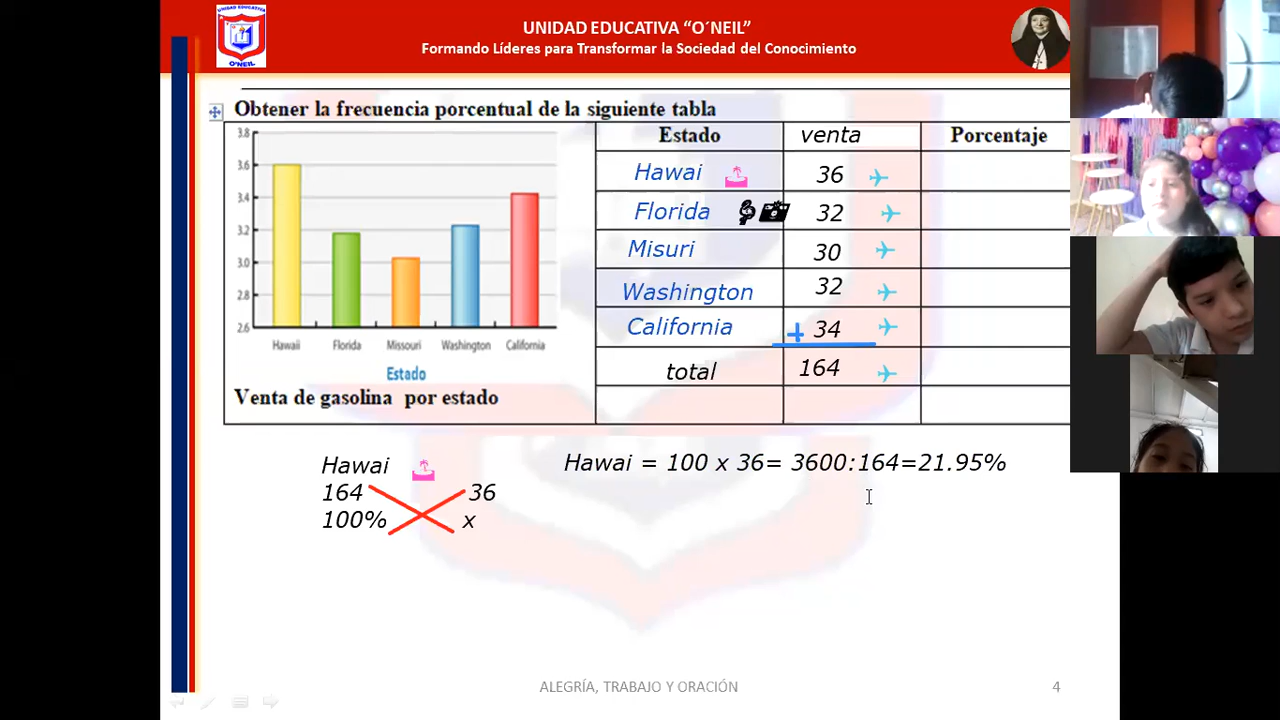 UNIDAD EDUCATIVA
O´NEIL
UNIDAD EDUCATIVA “O´NEIL”
Formando Líderes para Transformar la Sociedad del Conocimiento
Obtener la frecuencia porcentual de la siguiente tabla
3.8
3.6
3.4
3.2
3.0
2.8
2.6
Hawaii Florida Missouri Washington California
Estado
Venta de gasolina por estado
Estado venta Porcentaje
Hawai 36
Florida 32
Misuri 30
Washington 32
California + 34
total 164
Hawai
164 36
100% x
Hawai = 100 x 36= 3600:164=21.95%
ALEGRÍA, TRABAJO Y ORACIÓN
4